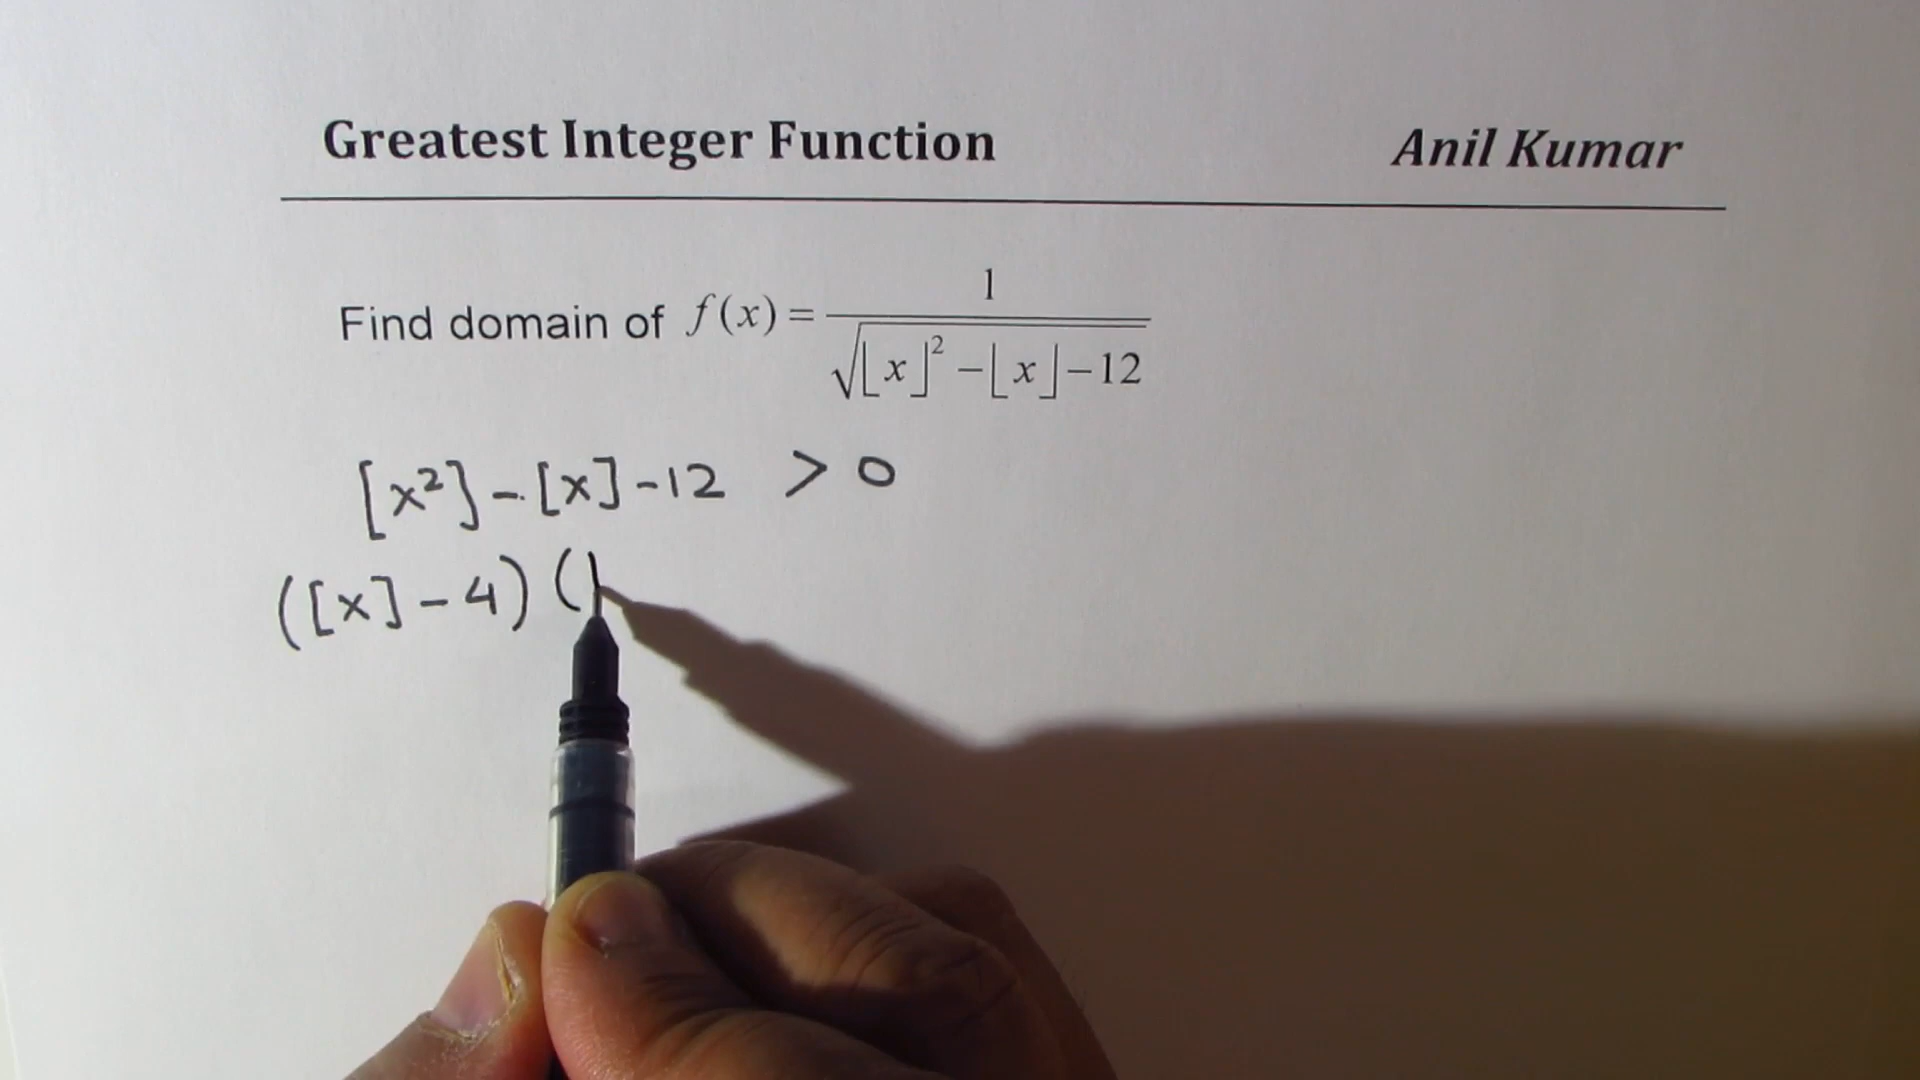 Greatest Integer Function Anil Kumar
Find domain of f(x) = 1 / √(⌊x⌋² − ⌊x⌋ − 12)
[x²] - [x] - 12 > 0
([x] - 4) (